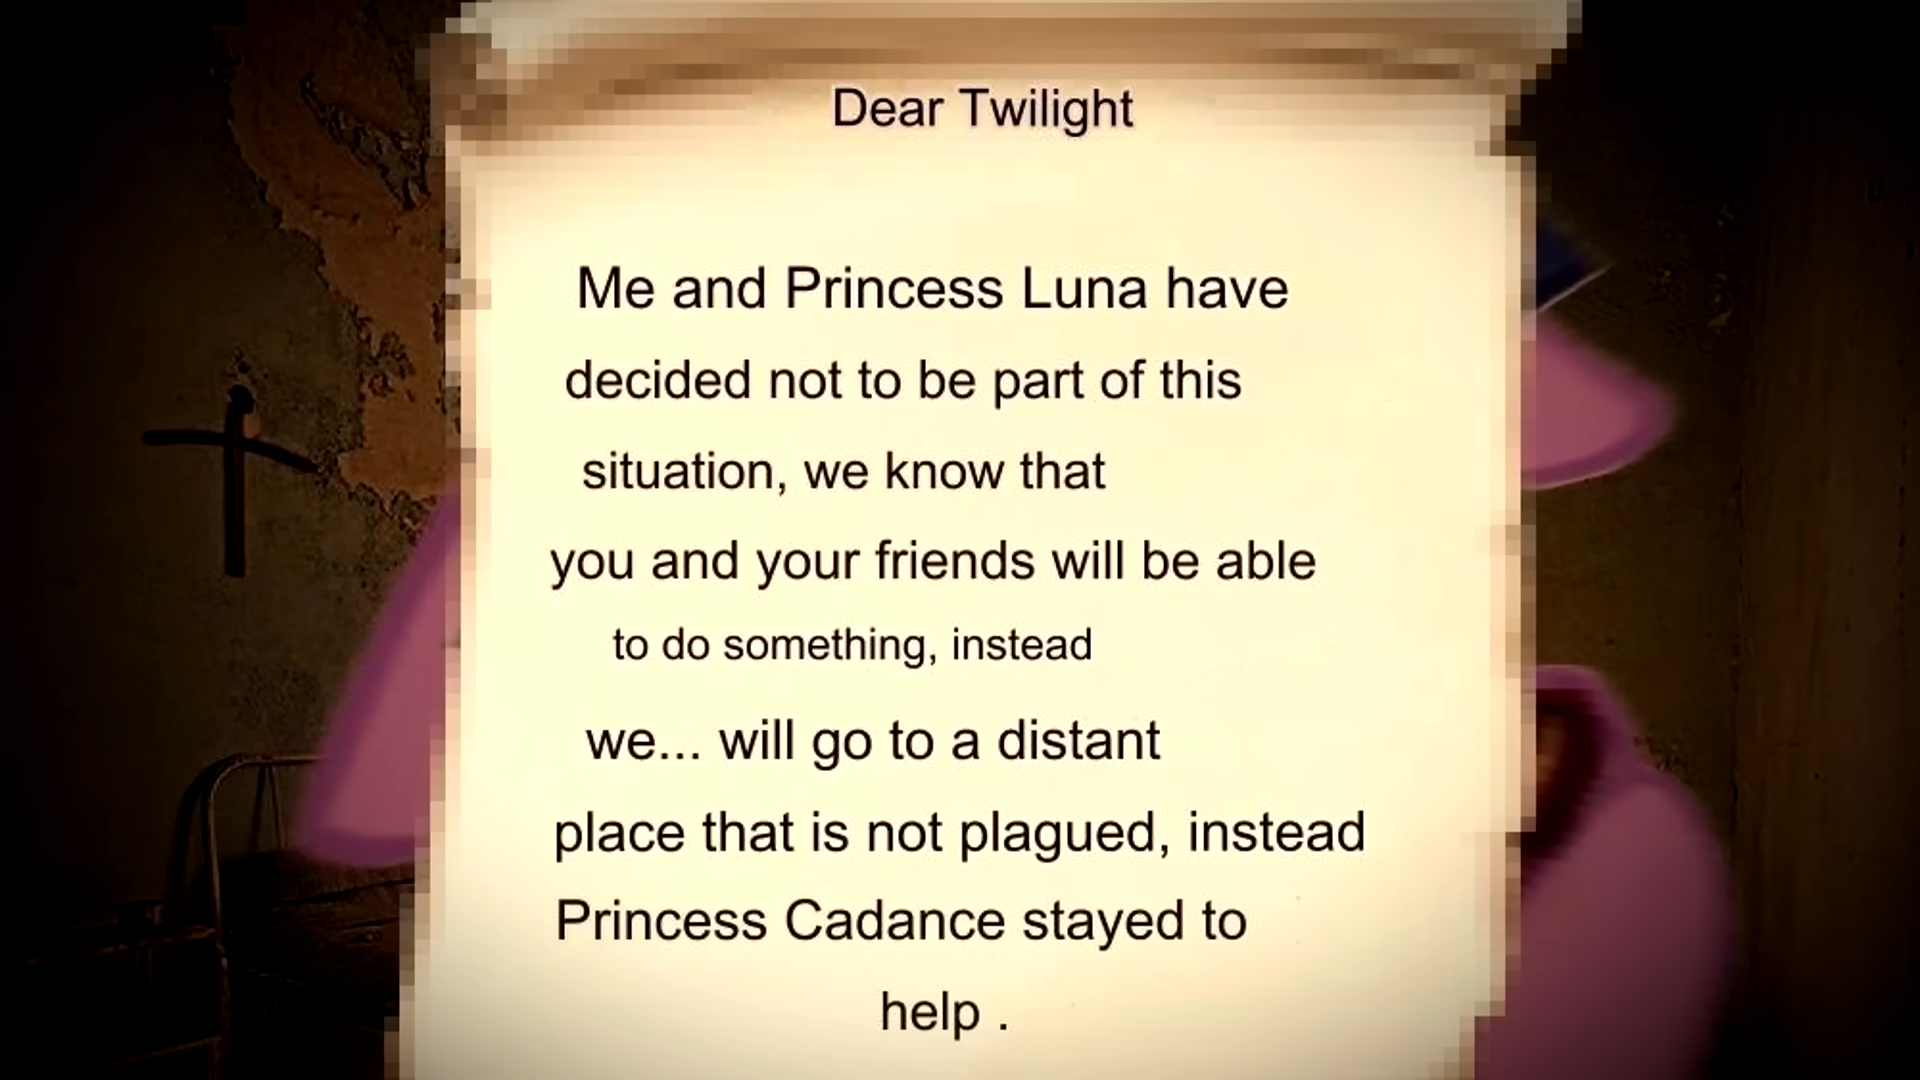 Dear Twilight
Me and Princess Luna have
decided not to be part of this
situation, we know that
you and your friends will be able
to do something, instead
we... will go to a distant
place that is not plagued, instead
Princess Cadance stayed to
help .